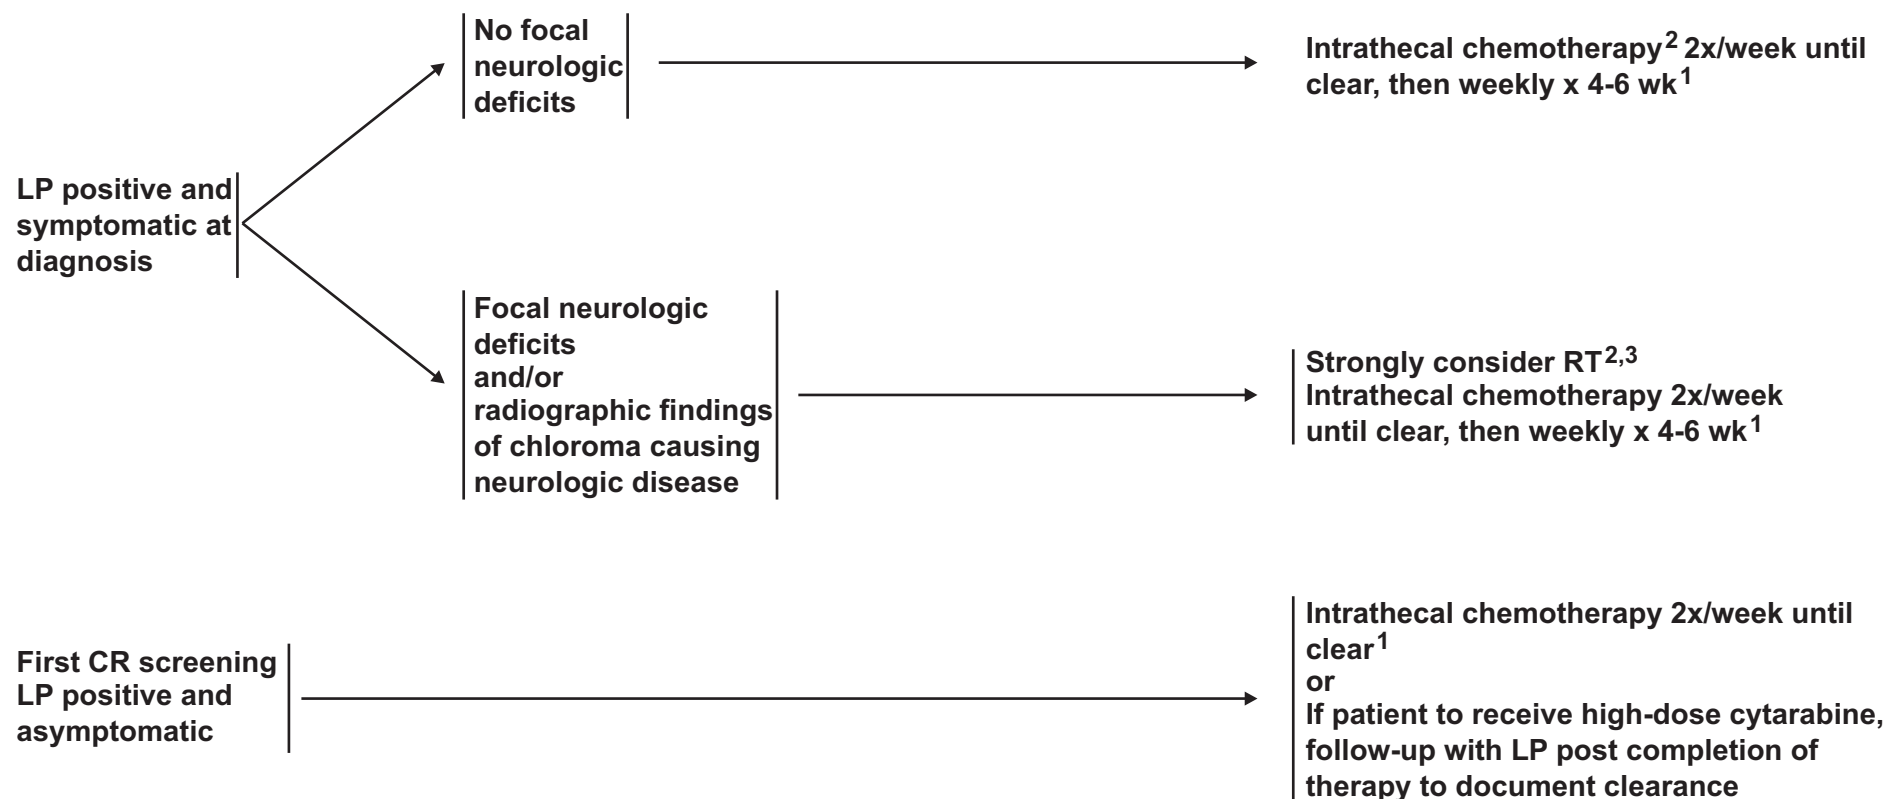 No focal
neurologic
deficits
Intrathecal chemotherapy2 2x/week until
clear, then weekly x 4-6 wk1
LP positive and
symptomatic at
diagnosis
Focal neurologic
deficits
and/or
radiographic findings
of chloroma causing
neurologic disease
Strongly consider RT2,3
Intrathecal chemotherapy 2x/week
until clear, then weekly x 4-6 wk1
First CR screening
LP positive and
asymptomatic
Intrathecal chemotherapy 2x/week until
clear1
or
If patient to receive high-dose cytarabine,
follow-up with LP post completion of
therapy to document clearance